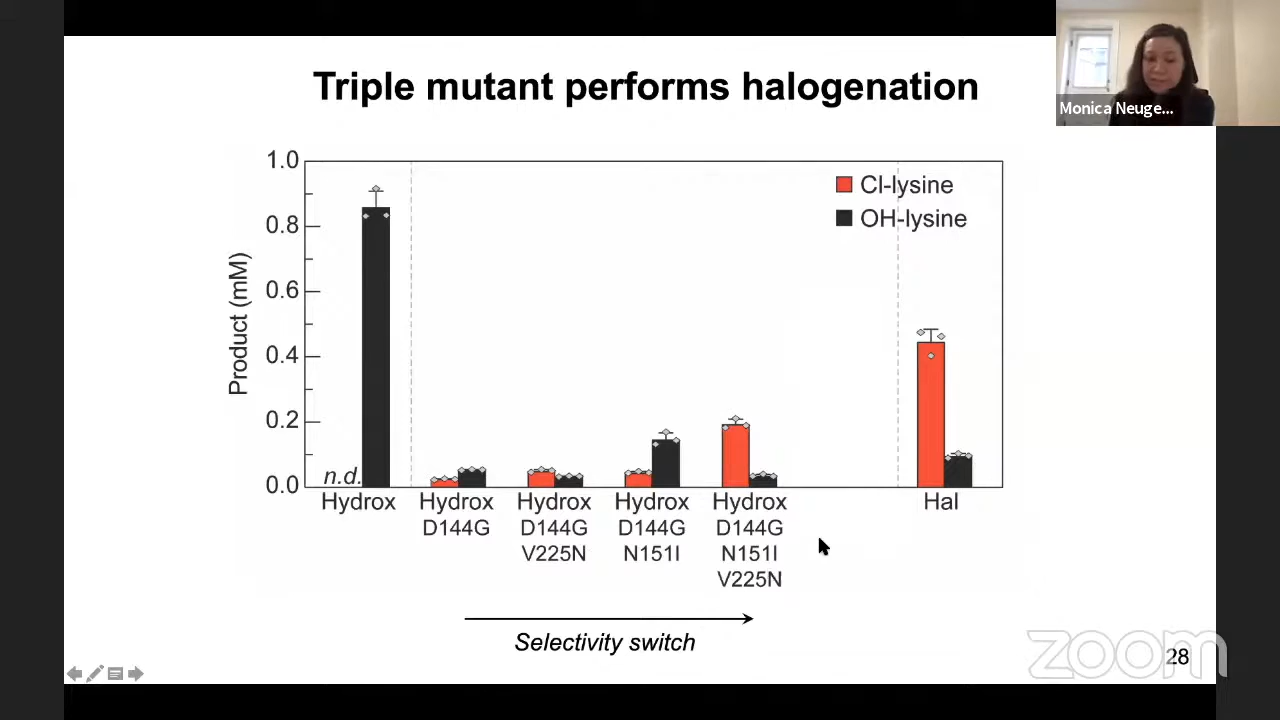 Triple mutant performs halogenation
Monica Neuge...
1.0
0.8
0.6
0.4
0.2
0.0
Product (mM)
Cl-lysine
OH-lysine
n.d.
Hydrox
Hydrox
D144G
Hydrox
D144G
V225N
Hydrox
D144G
N151I
Hydrox
D144G
N151I
V225N
Hal
Selectivity switch
zoom
28